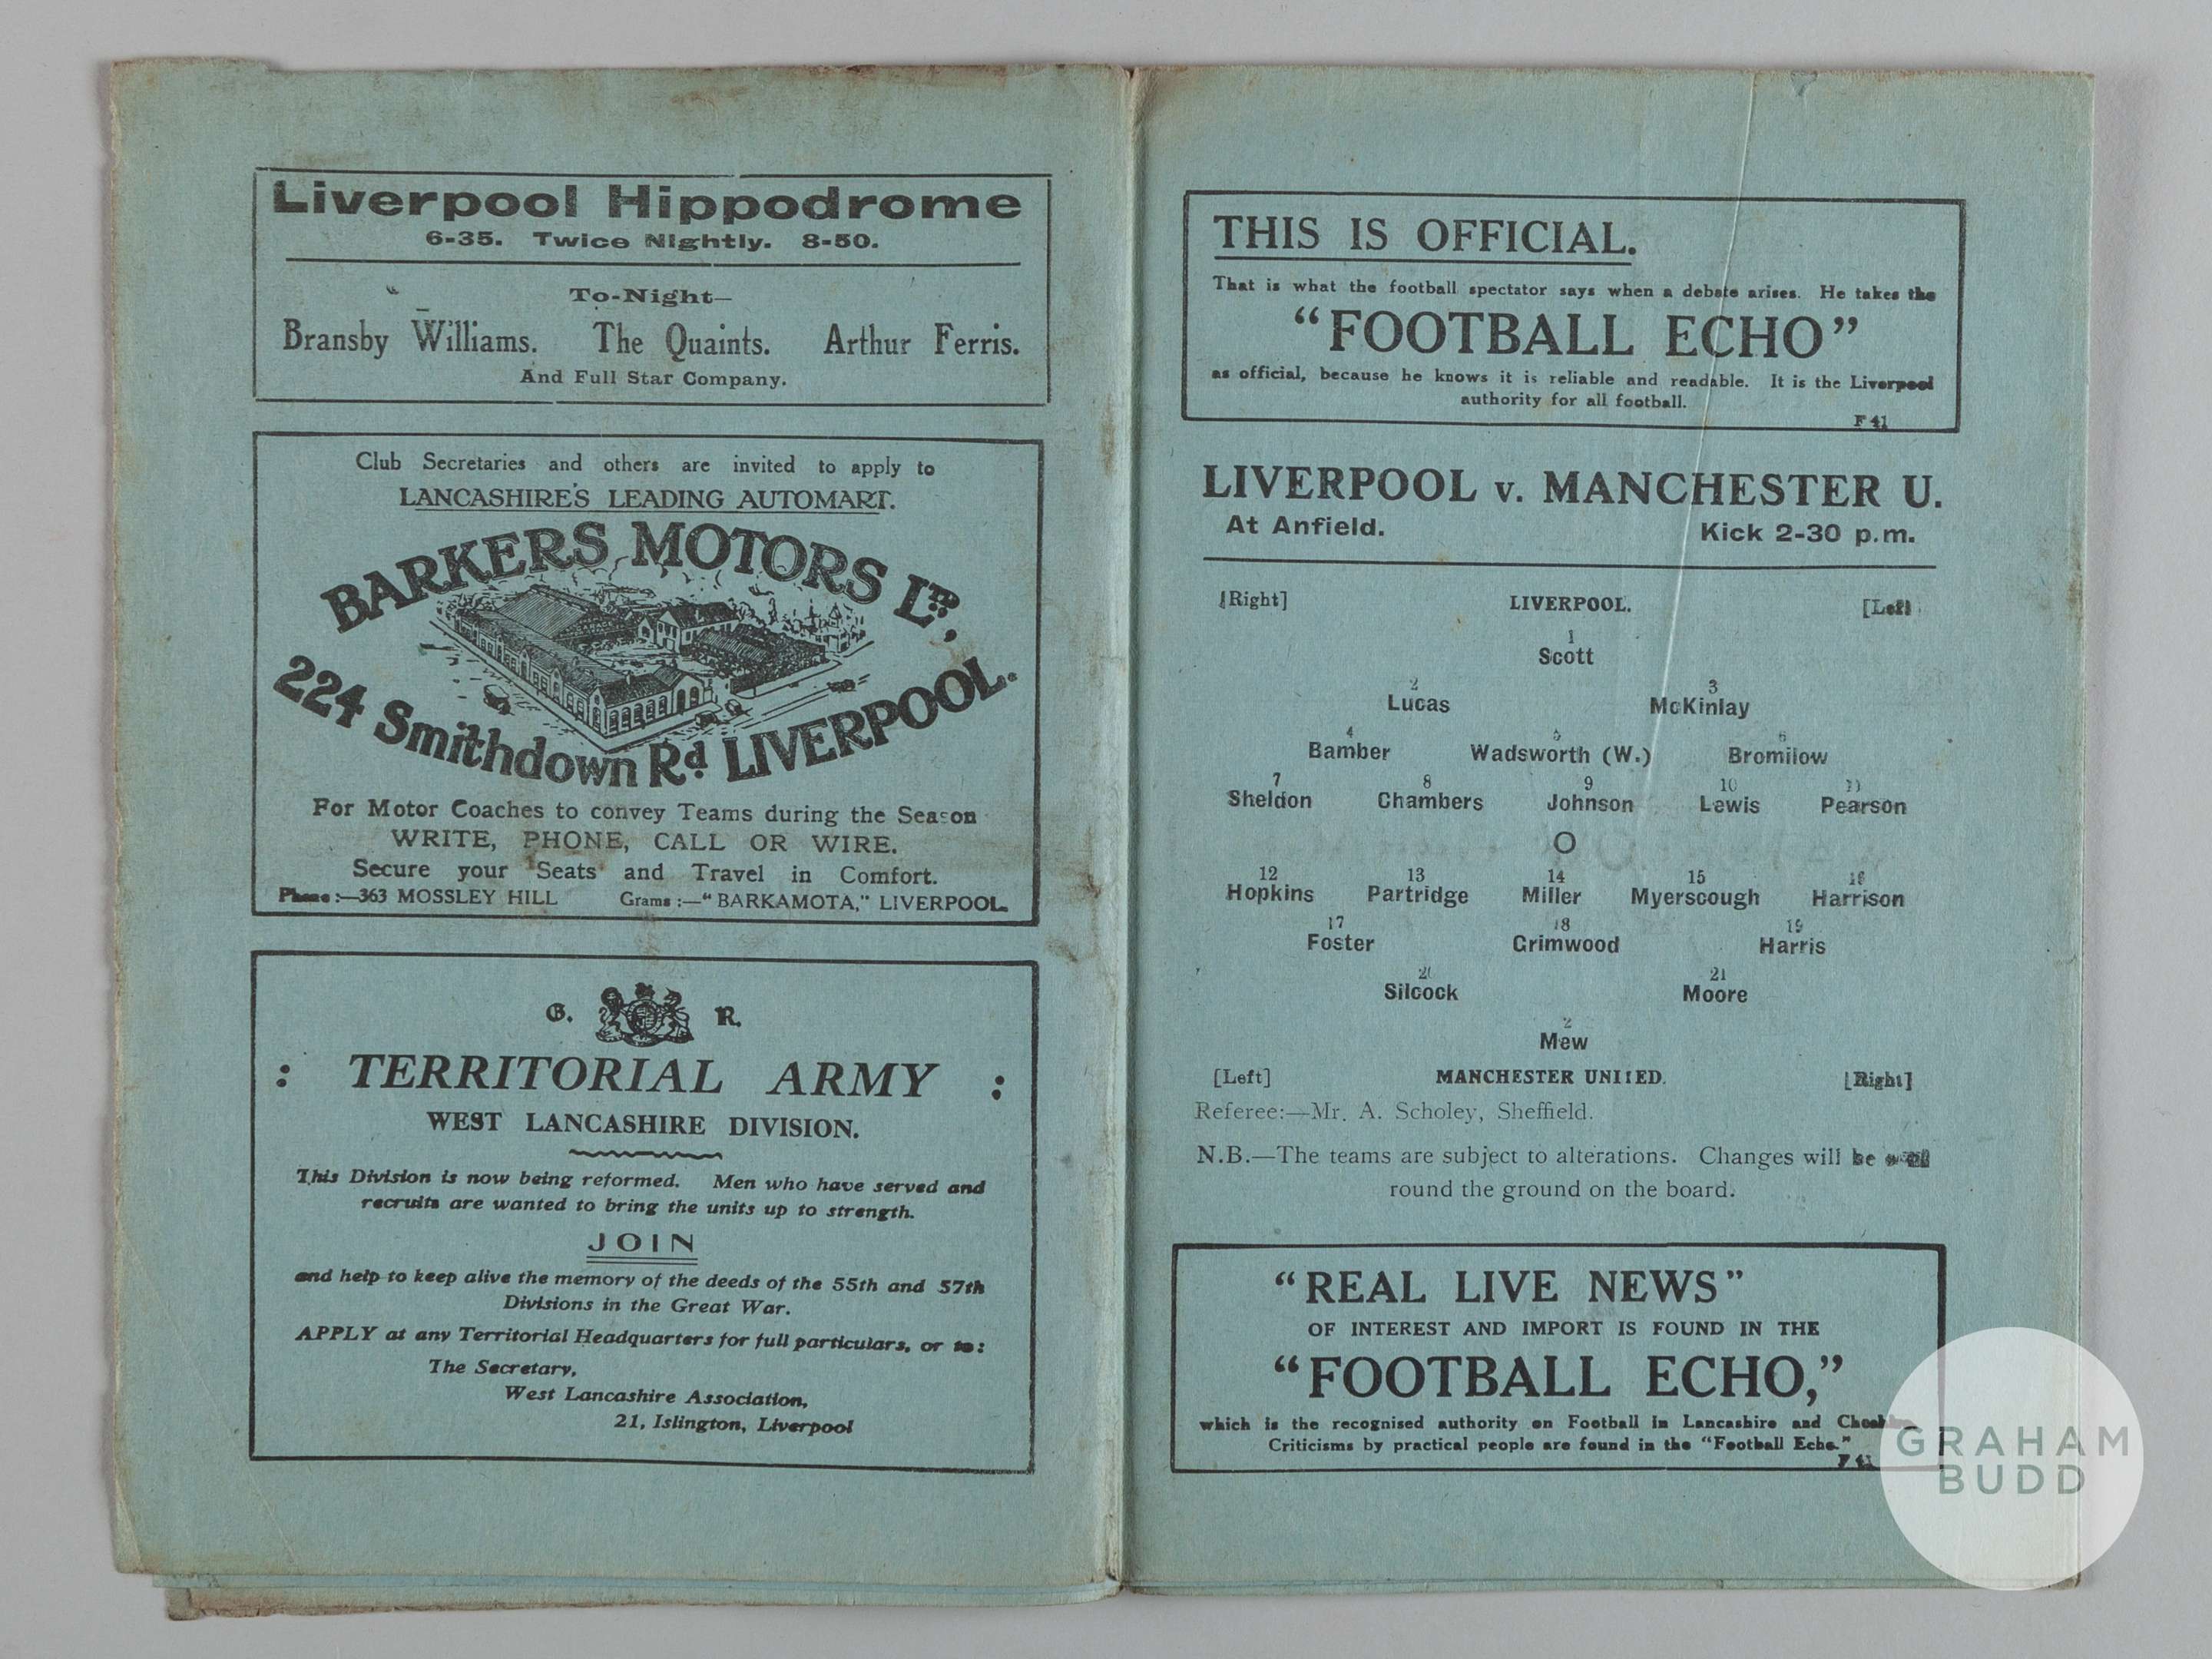 Liverpool Hippodrome
6-35. Twice Nightly. 8-50.
To-Night—
Bransby Williams. The Quaints. Arthur Ferris.
And Full Star Company.
Club Secretaries and others are invited to apply to
LANCASHIRE'S LEADING AUTOMART.
BARKERS MOTORS LTD,
224 Smithdown Rd LIVERPOOL.
For Motor Coaches to convey Teams during the Season
WRITE, PHONE, CALL OR WIRE.
Secure your Seats and Travel in Comfort.
Phone:—363 MOSSLEY HILL Grams:—"BARKAMOTA," LIVERPOOL.
G. R.
: TERRITORIAL ARMY :
WEST LANCASHIRE DIVISION.
This Division is now being reformed. Men who have served and
recruits are wanted to bring the units up to strength.
JOIN
and help to keep alive the memory of the deeds of the 55th and 57th
Divisions in the Great War.
APPLY at any Territorial Headquarters for full particulars, or to:
The Secretary,
West Lancashire Association,
21, Islington, Liverpool
THIS IS OFFICIAL.
That is what the football spectator says when a debate arises. He takes the
"FOOTBALL ECHO"
as official, because he knows it is reliable and readable. It is the Liverpool
authority for all football.
F 41
LIVERPOOL v. MANCHESTER U.
At Anfield. Kick 2-30 p.m.
[Right] LIVERPOOL. [Left
1
Scott
2 3
Lucas McKinlay
4 5 6
Bamber Wadsworth (W.) Bromilow
7 8 9 10 11
Sheldon Chambers Johnson Lewis Pearson
O
12 13 14 15 16
Hopkins Partridge Miller Myerscough Harrison
17 18 19
Foster Grimwood Harris
20 21
Silcock Moore
2
Mew
[Left] MANCHESTER UNITED. [Right]
Referee:—Mr. A. Scholey, Sheffield.
N.B.—The teams are subject to alterations. Changes will be
round the ground on the board.
"REAL LIVE NEWS"
OF INTEREST AND IMPORT IS FOUND IN THE
"FOOTBALL ECHO,"
which is the recognised authority on Football in Lancashire and
Criticisms by practical people are found in the "Football Echo."
F 41
GRAHAM
BUDD